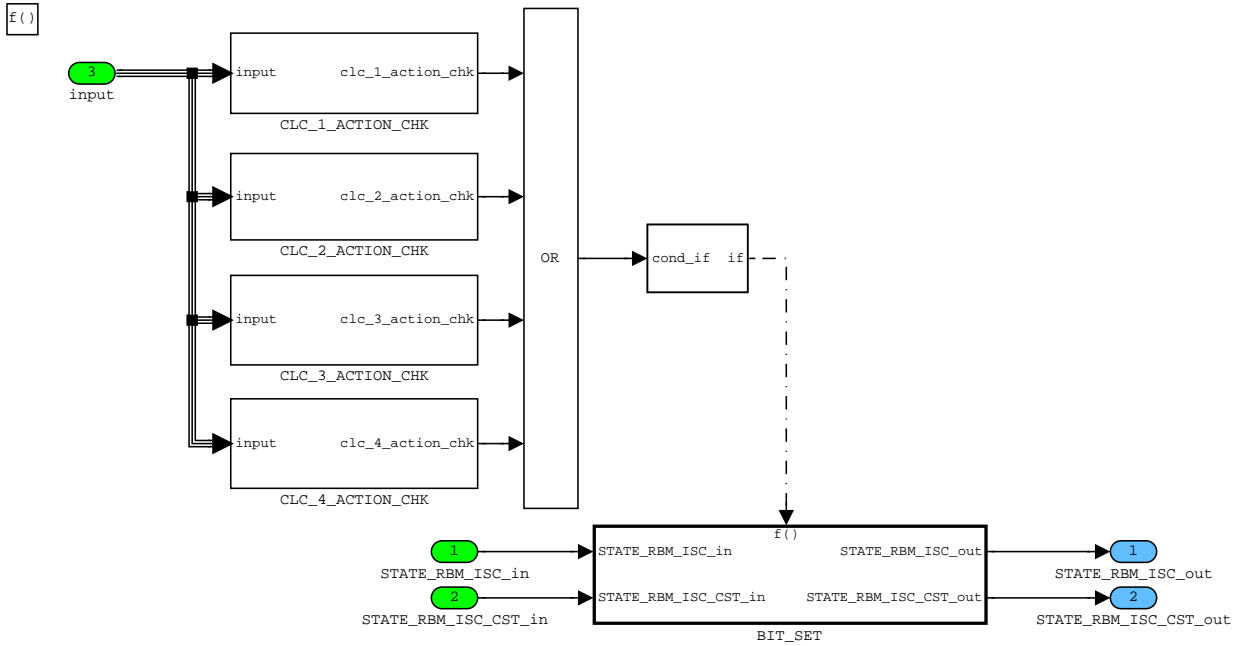 f()
3
input
input clc_1_action_chk
CLC_1_ACTION_CHK
input clc_2_action_chk
CLC_2_ACTION_CHK
input clc_3_action_chk
CLC_3_ACTION_CHK
input clc_4_action_chk
CLC_4_ACTION_CHK
OR
cond_if if
f()
1
STATE_RBM_ISC_in
2
STATE_RBM_ISC_CST_in
STATE_RBM_ISC_in STATE_RBM_ISC_out
STATE_RBM_ISC_CST_in STATE_RBM_ISC_CST_out
BIT_SET
1
STATE_RBM_ISC_out
2
STATE_RBM_ISC_CST_out